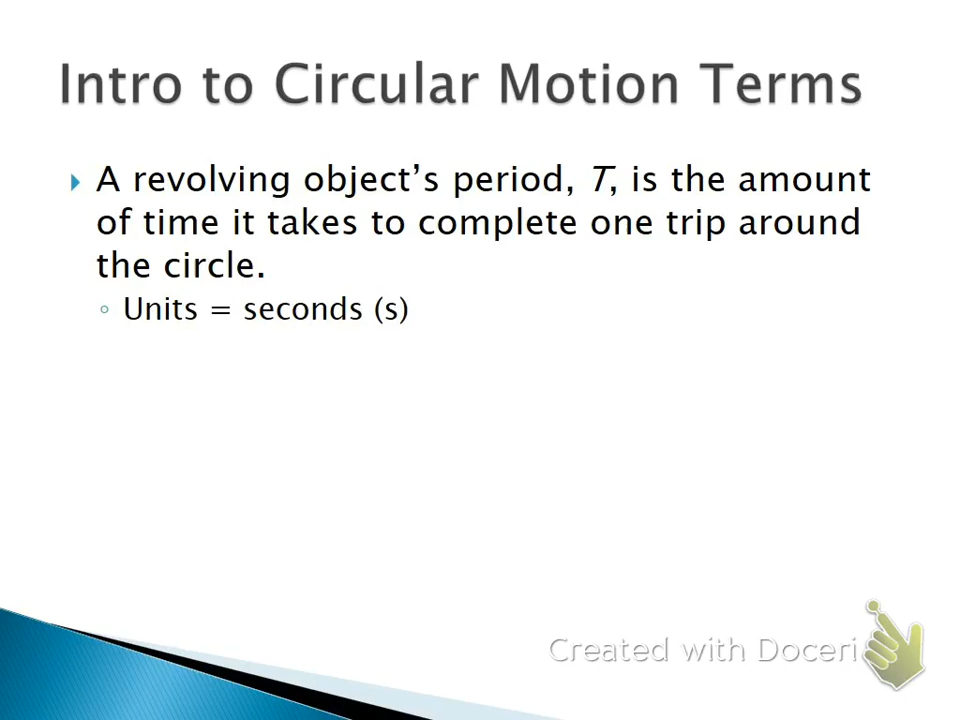 Intro to Circular Motion Terms
A revolving object’s period, T, is the amount
of time it takes to complete one trip around
the circle.
Units = seconds (s)
Created with Doceri